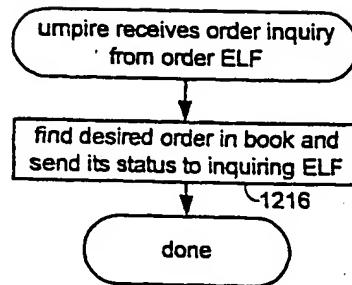 umpire receives order inquiry
from order ELF
find desired order in book and
send its status to inquiring ELF
1216
done